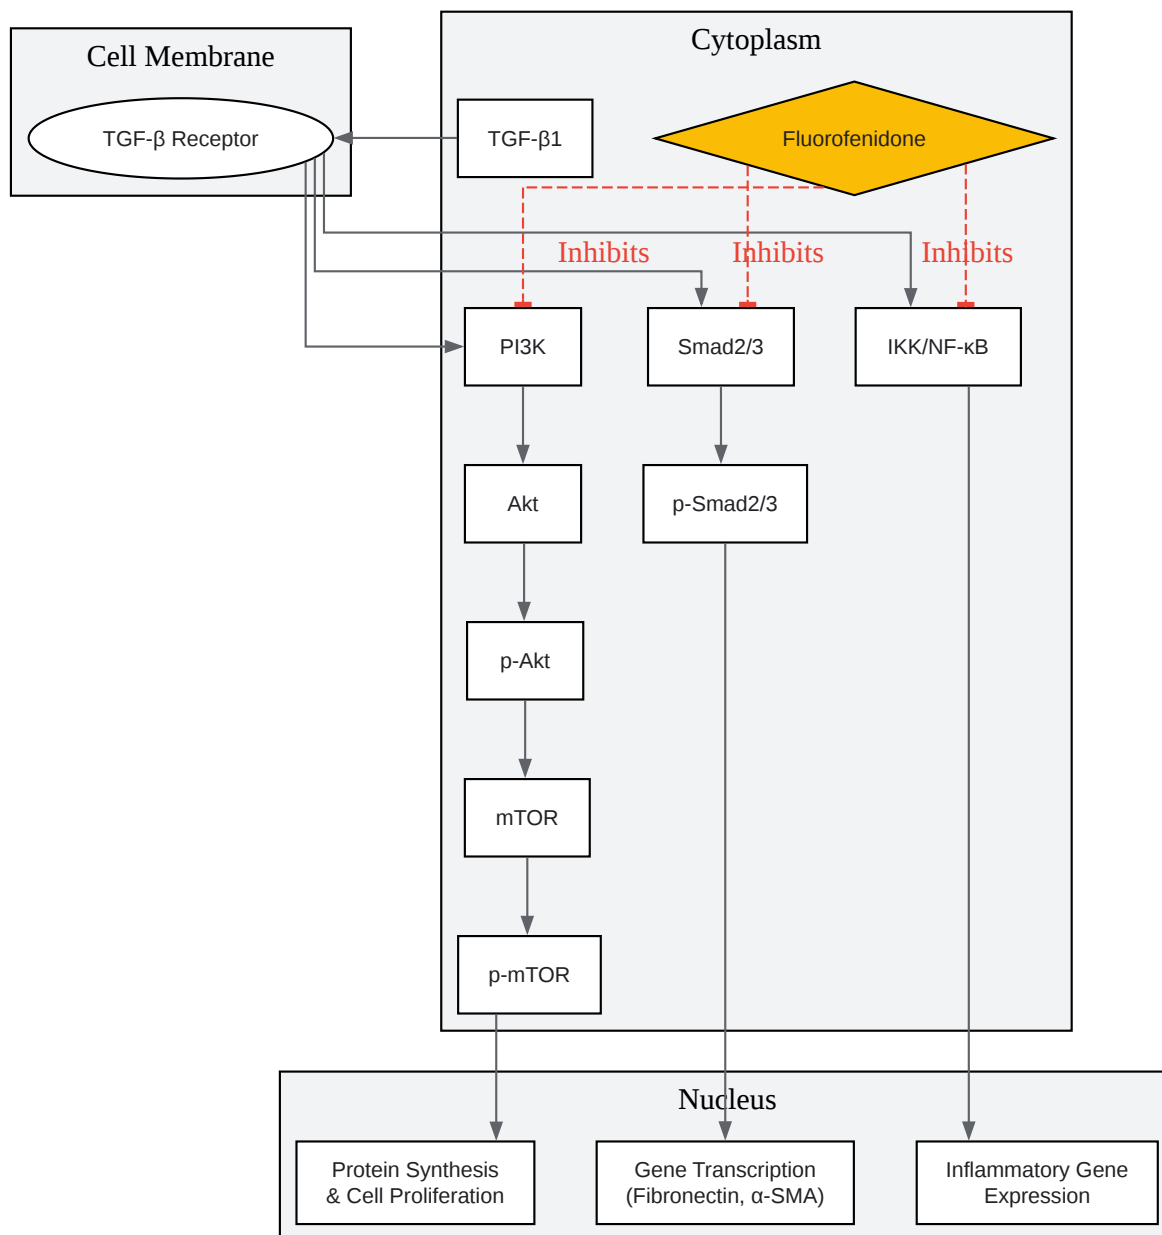 Cell Membrane
Cytoplasm
TGF-β Receptor
TGF-β1
Fluorofenidone
Inhibits
Inhibits
Inhibits
PI3K
Smad2/3
IKK/NF-κB
Akt
p-Smad2/3
p-Akt
mTOR
p-mTOR
Nucleus
Protein Synthesis
& Cell Proliferation
Gene Transcription
(Fibronectin, α-SMA)
Inflammatory Gene
Expression